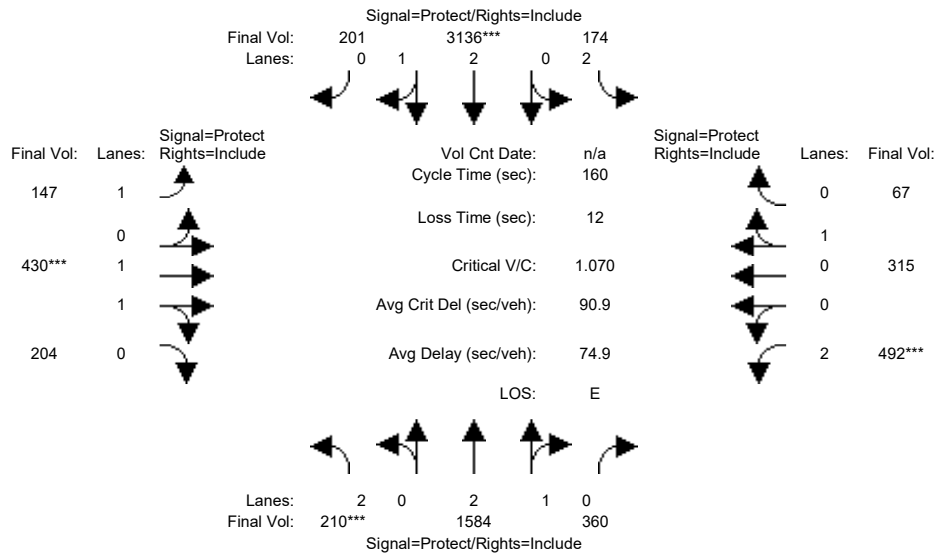 Signal=Protect/Rights=Include
Final Vol: 201 3136*** 174
Lanes: 0 1 2 0 2
Signal=Protect
Final Vol: Lanes: Rights=Include
Vol Cnt Date: n/a
Signal=Protect
Rights=Include Lanes: Final Vol:
Cycle Time (sec): 160
147 1
0 67
Loss Time (sec): 12
0
1
430*** 1
Critical V/C: 1.070
0 315
1
Avg Crit Del (sec/veh): 90.9
0
204 0
Avg Delay (sec/veh): 74.9
2 492***
LOS: E
Lanes: 2 0 2 1 0
Final Vol: 210*** 1584 360
Signal=Protect/Rights=Include